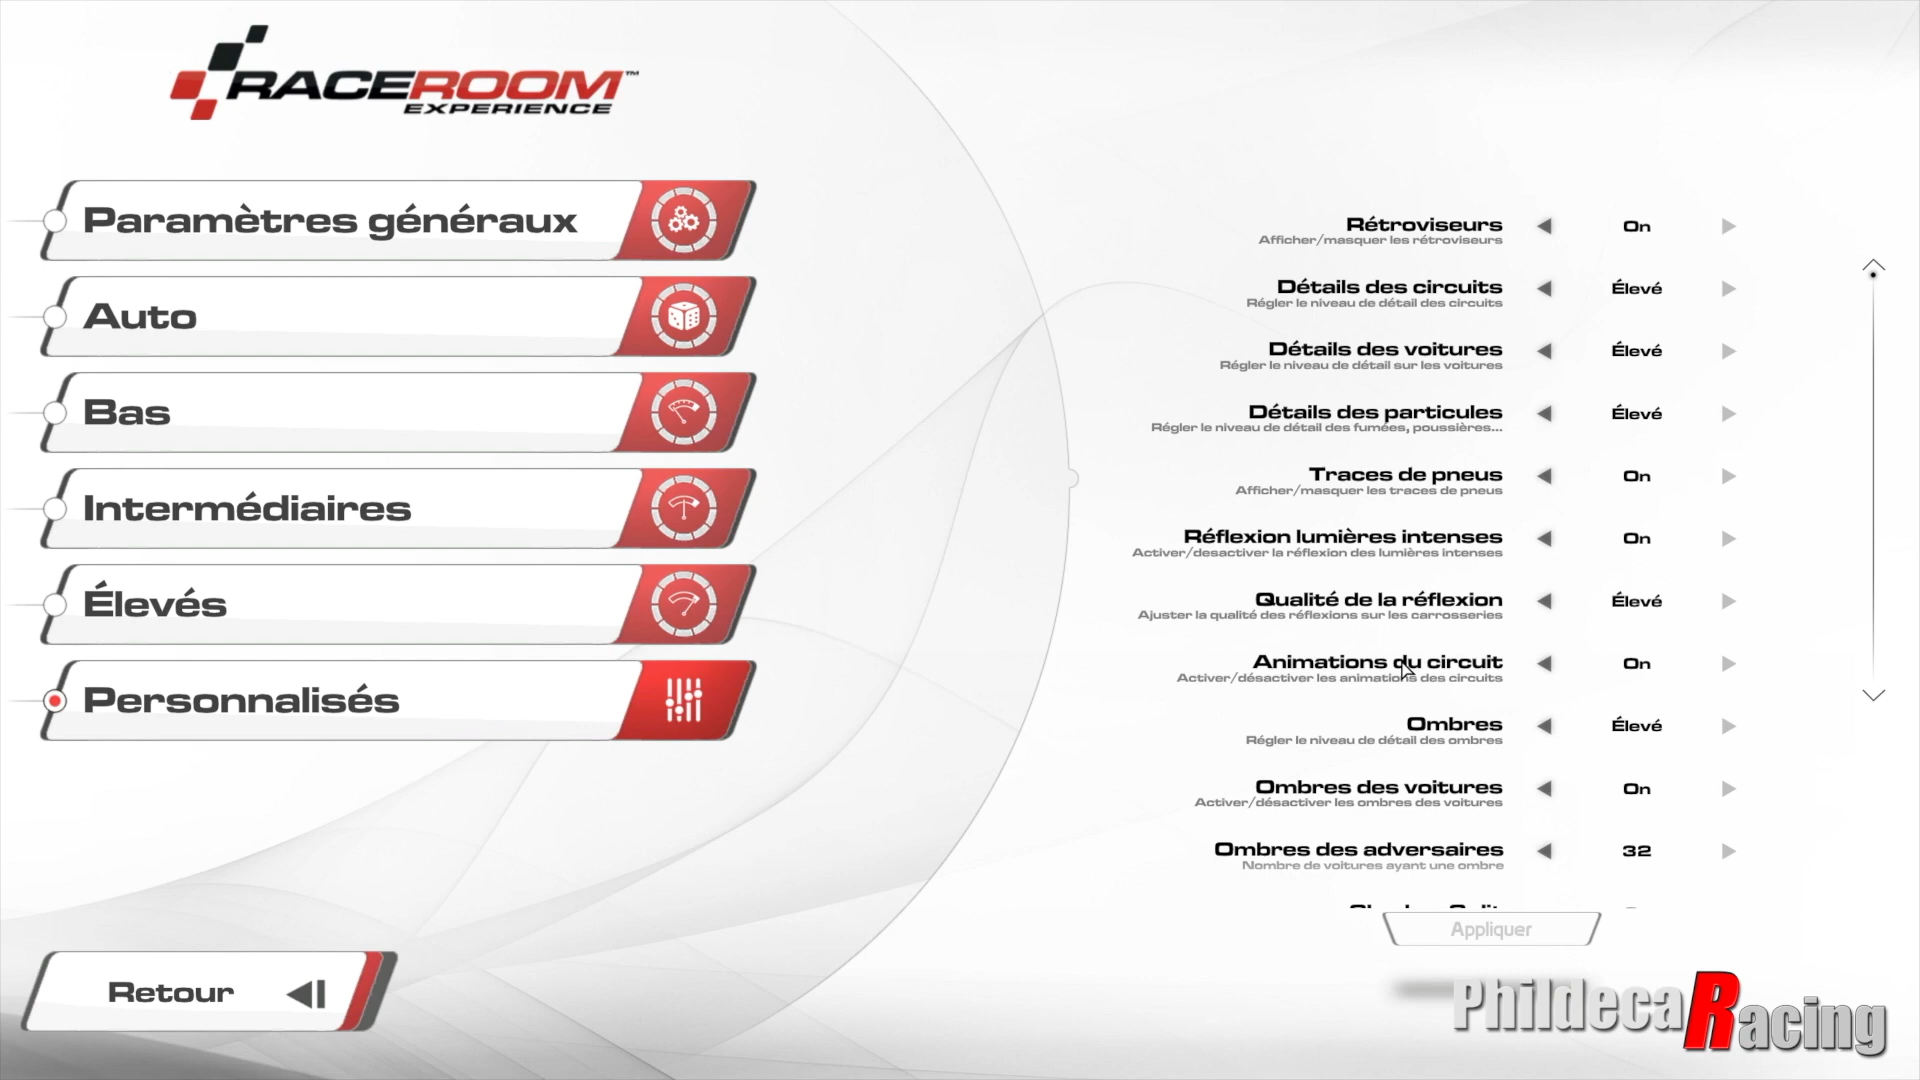 RACEROOM™
EXPERIENCE
Paramètres généraux
Auto
Bas
Intermédiaires
Élevés
Personnalisés
Retour
Rétroviseurs On
Afficher/masquer les rétroviseurs
Détails des circuits Élevé
Régler le niveau de détail des circuits
Détails des voitures Élevé
Régler le niveau de détail sur les voitures
Détails des particules Élevé
Régler le niveau de détail des fumées, poussières...
Traces de pneus On
Afficher/masquer les traces de pneus
Réflexion lumières intenses On
Activer/desactiver la réflexion des lumières intenses
Qualité de la réflexion Élevé
Ajuster la qualité des réflexions sur les carrosseries
Animations du circuit On
Activer/désactiver les animations des circuits
Ombres Élevé
Régler le niveau de détail des ombres
Ombres des voitures On
Activer/désactiver les ombres des voitures
Ombres des adversaires 32
Nombre de voitures ayant une ombre
Appliquer
Phildeca Racing